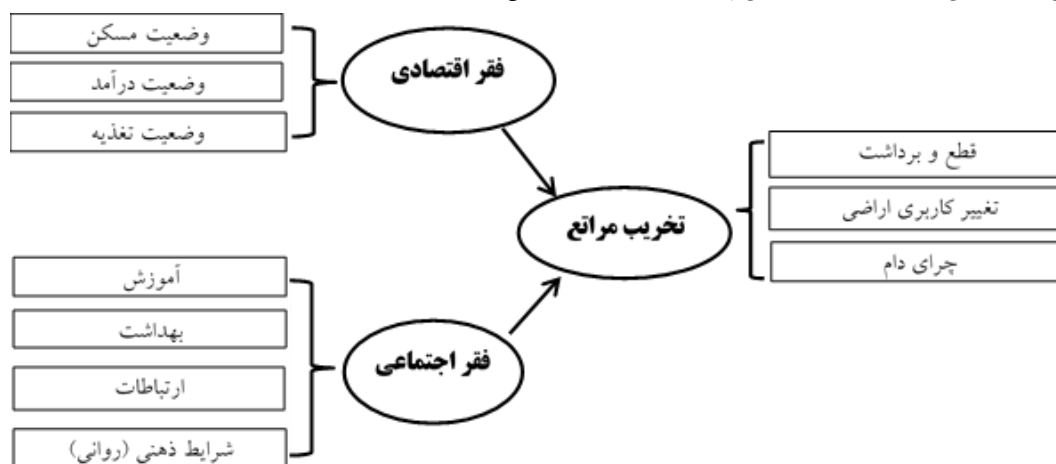 وضعیت مسکن
وضعیت درآمد
وضعیت تغذیه
فقر اقتصادی
قطع و برداشت
تغییر کاربری اراضی
چرای دام
تخریب مراتع
آموزش
بهداشت
ارتباطات
شرایط ذهنی (روانی)
فقر اجتماعی